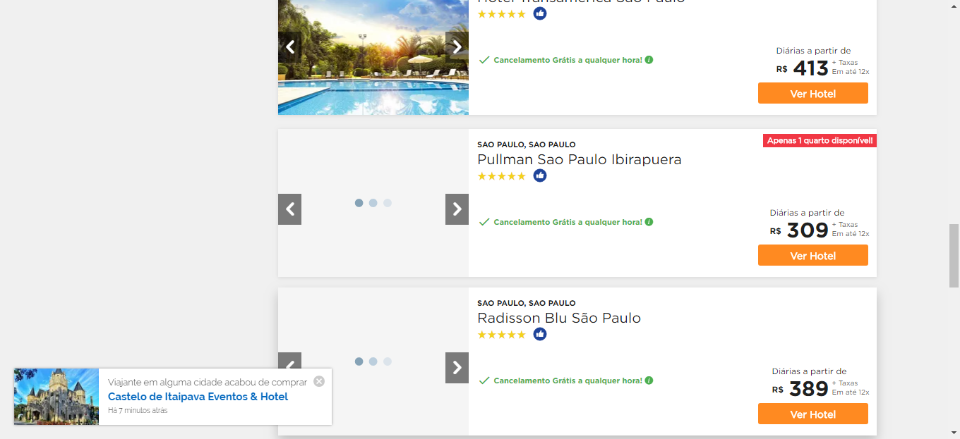 Hotel Transamerica São Paulo
Cancelamento Grátis a qualquer hora!
Diárias a partir de
R$ 413 + Taxas
Em até 12x
Ver Hotel
SAO PAULO, SAO PAULO
Apenas 1 quarto disponível!
Pullman Sao Paulo Ibirapuera
Cancelamento Grátis a qualquer hora!
Diárias a partir de
R$ 309 + Taxas
Em até 12x
Ver Hotel
SAO PAULO, SAO PAULO
Radisson Blu São Paulo
Cancelamento Grátis a qualquer hora!
Diárias a partir de
R$ 389 + Taxas
Em até 12x
Ver Hotel
Viajante em alguma cidade acabou de comprar
Castelo de Itaipava Eventos & Hotel
Há 7 minutos atrás